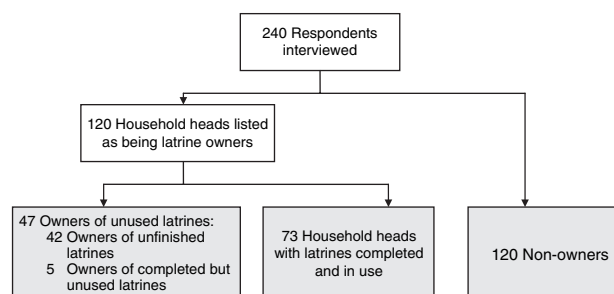 240 Respondents
interviewed
120 Household heads listed
as being latrine owners
47 Owners of unused latrines:
42 Owners of unfinished
latrines
5 Owners of completed but
unused latrines
73 Household heads
with latrines completed
and in use
120 Non-owners